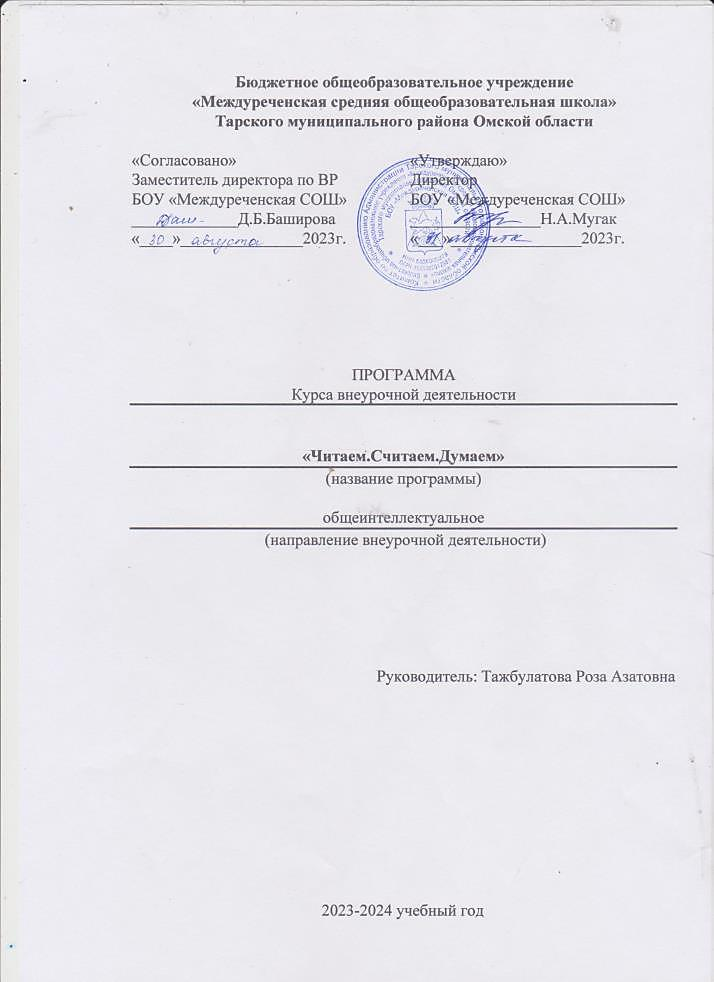 Бюджетное общеобразовательное учреждение
«Междуреченская средняя общеобразовательная школа»
Тарского муниципального района Омской области
«Согласовано»
Заместитель директора по ВР
БОУ «Междуреченская СОШ»
Д.Б.Баширова
«30» августа 2023г.
«Утверждаю»
Директор
БОУ «Междуреченская СОШ»
Н.А.Мугак
«31» августа 2023г.
ПРОГРАММА
Курса внеурочной деятельности
«Читаем.Считаем.Думаем»
(название программы)
общеинтеллектуальное
(направление внеурочной деятельности)
Руководитель: Тажбулатова Роза Азатовна
2023-2024 учебный год